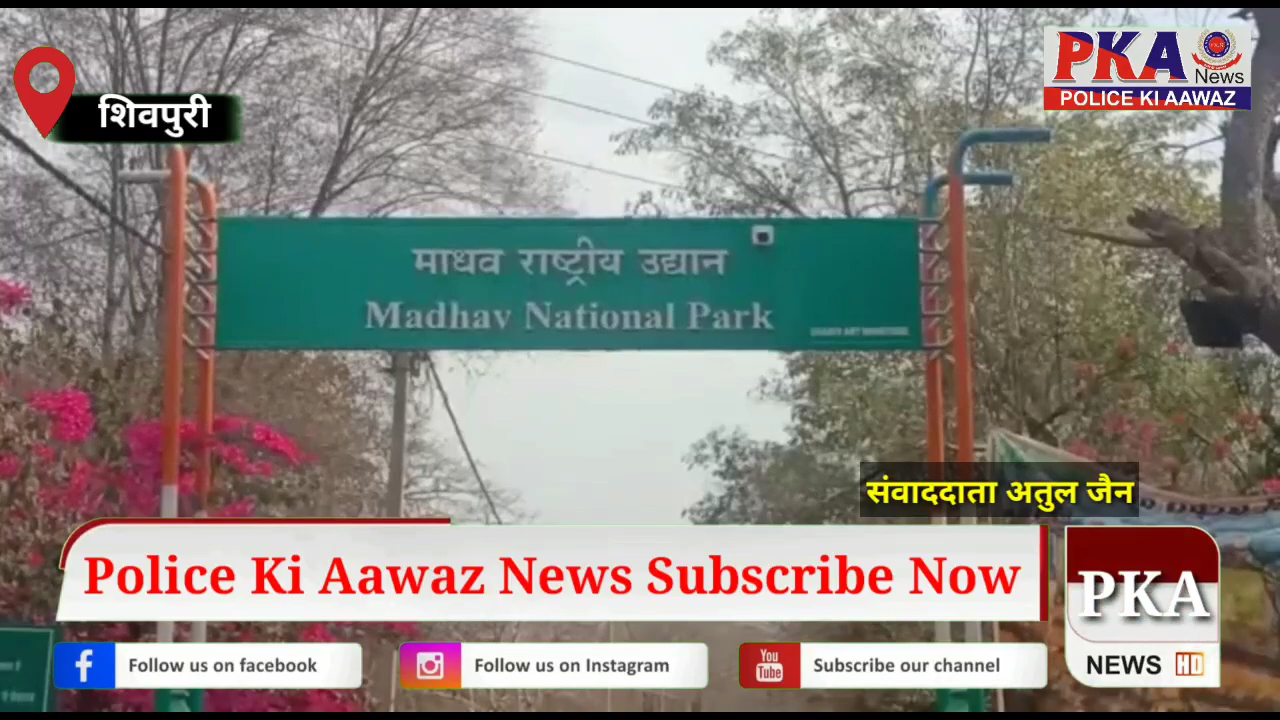 PKA
News
POLICE KI AAWAZ
शिवपुरी
माधव राष्ट्रीय उद्यान
Madhav National Park
संवाददाता अतुल जैन
Police Ki Aawaz News Subscribe Now
PKA
NEWS HD
Follow us on facebook
Follow us on Instagram
You
Tube
Subscribe our channel